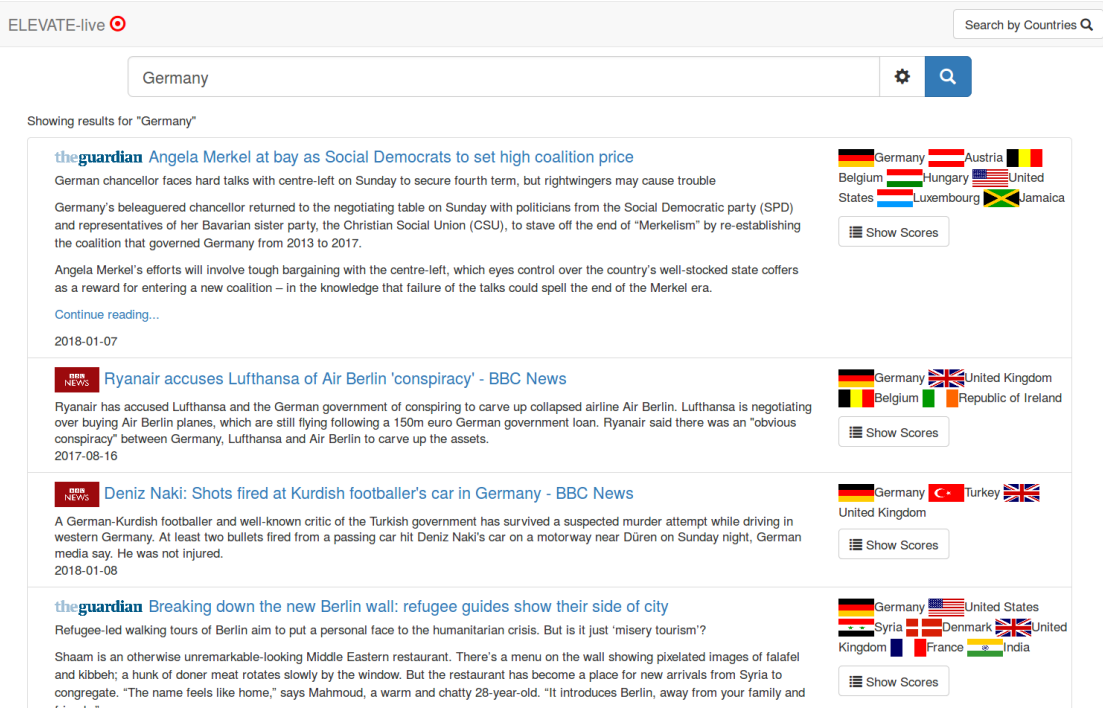 ELEVATE-live
Search by Countries
Germany
Showing results for "Germany"
theguardian Angela Merkel at bay as Social Democrats to set high coalition price
German chancellor faces hard talks with centre-left on Sunday to secure fourth term, but rightwingers may cause trouble
Germany's beleaguered chancellor returned to the negotiating table on Sunday with politicians from the Social Democratic party (SPD)
and representatives of her Bavarian sister party, the Christian Social Union (CSU), to stave off the end of “Merkelism” by re-establishing
the coalition that governed Germany from 2013 to 2017.
Angela Merkel's efforts will involve tough bargaining with the centre-left, which eyes control over the country's well-stocked state coffers
as a reward for entering a new coalition – in the knowledge that failure of the talks could spell the end of the Merkel era.
Continue reading...
2018-01-07
Germany Austria
Belgium Hungary United
States Luxembourg Jamaica
Show Scores
BBC NEWS Ryanair accuses Lufthansa of Air Berlin 'conspiracy' - BBC News
Ryanair has accused Lufthansa and the German government of conspiring to carve up collapsed airline Air Berlin. Lufthansa is negotiating
over buying Air Berlin planes, which are still flying following a 150m euro German government loan. Ryanair said there was an "obvious
conspiracy" between Germany, Lufthansa and Air Berlin to carve up the assets.
2017-08-16
Germany United Kingdom
Belgium Republic of Ireland
Show Scores
BBC NEWS Deniz Naki: Shots fired at Kurdish footballer's car in Germany - BBC News
A German-Kurdish footballer and well-known critic of the Turkish government has survived a suspected murder attempt while driving in
western Germany. At least two bullets fired from a passing car hit Deniz Naki's car on a motorway near Düren on Sunday night, German
media say. He was not injured.
2018-01-08
Germany Turkey
United Kingdom
Show Scores
theguardian Breaking down the new Berlin wall: refugee guides show their side of city
Refugee-led walking tours of Berlin aim to put a personal face to the humanitarian crisis. But is it just ‘misery tourism’?
Shaam is an otherwise unremarkable-looking Middle Eastern restaurant. There's a menu on the wall showing pixelated images of falafel
and kibbeh; a hunk of doner meat rotates slowly by the window. But the restaurant has become a place for new arrivals from Syria to
congregate. “The name feels like home,” says Mahmoud, a warm and chatty 28-year-old. “It introduces Berlin, away from your family and
Germany United States
Syria Denmark United
Kingdom France India
Show Scores